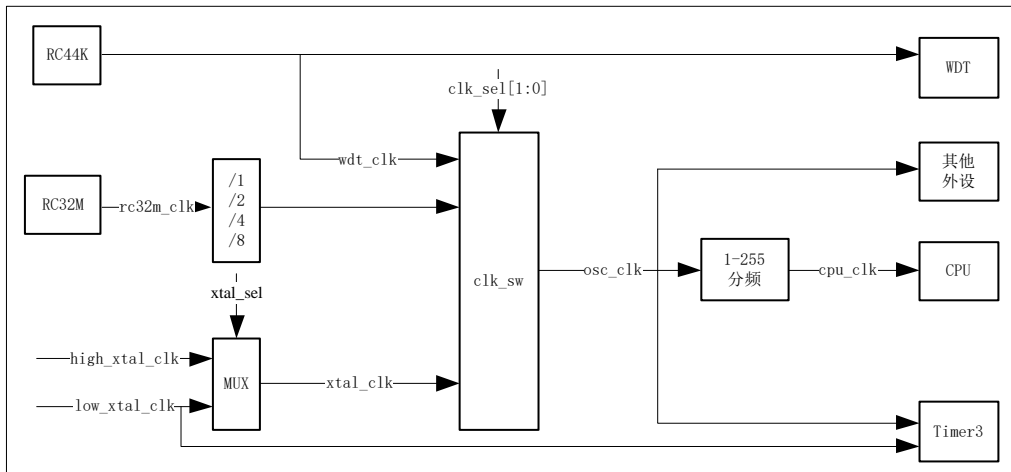 RC44K
WDT
clk_sel[1:0]
wdt_clk
其他
外设
RC32M
rc32m_clk
/1
/2
/4
/8
clk_sw
osc_clk
1-255
分频
cpu_clk
CPU
xtal_sel
high_xtal_clk
MUX
xtal_clk
low_xtal_clk
Timer3